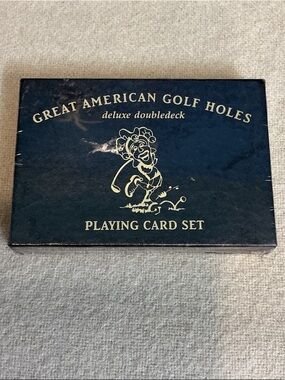 GREAT AMERICAN GOLF HOLES
deluxe doubledeck
PLAYING CARD SET